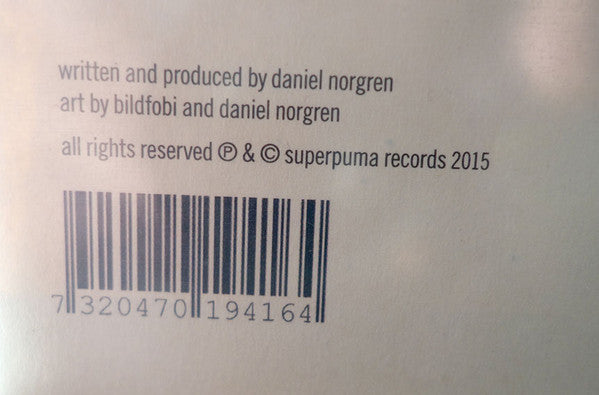 written and produced by daniel norgren
art by bildfobi and daniel norgren
all rights reserved ℗ & © superpuma records 2015
7 320470 194164